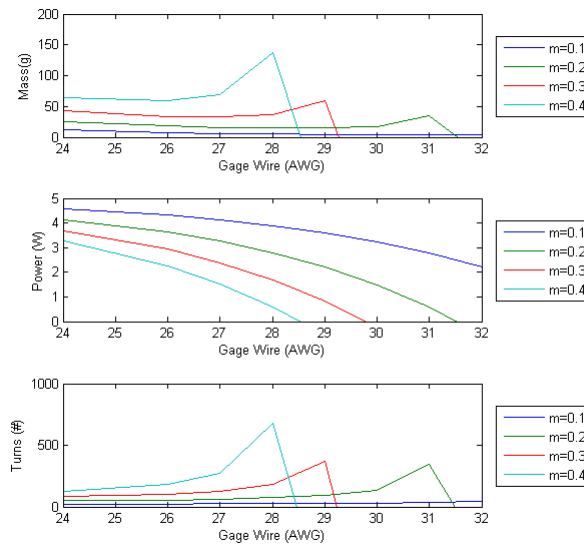 200
150
100
50
0
Mass(g)
24 25 26 27 28 29 30 31 32
Gage Wire (AWG)
m=0.1
m=0.2
m=0.3
m=0.4
5
4
3
2
1
0
Power (W)
24 25 26 27 28 29 30 31 32
Gage Wire (AWG)
m=0.1
m=0.2
m=0.3
m=0.4
1000
500
0
Turns (#)
24 25 26 27 28 29 30 31 32
Gage Wire (AWG)
m=0.1
m=0.2
m=0.3
m=0.4